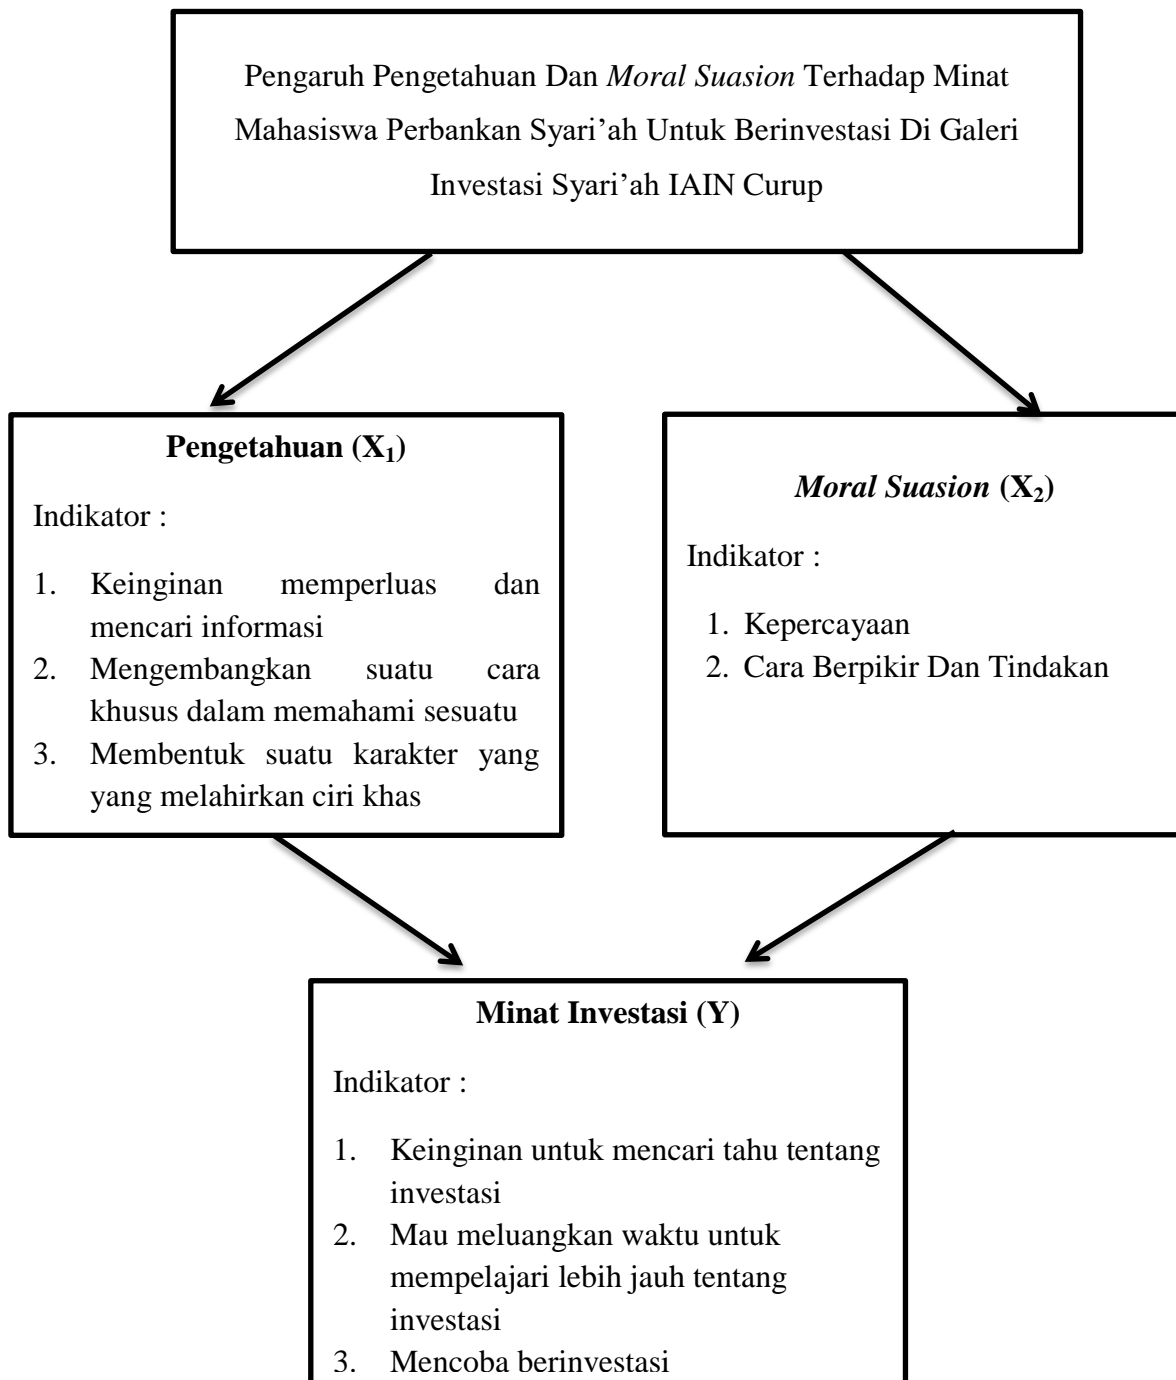 Pengaruh Pengetahuan Dan Moral Suasion Terhadap Minat
Mahasiswa Perbankan Syari’ah Untuk Berinvestasi Di Galeri
Investasi Syari’ah IAIN Curup
Pengetahuan (X₁)
Indikator :
1. Keinginan memperluas dan
mencari informasi
2. Mengembangkan suatu cara
khusus dalam memahami sesuatu
3. Membentuk suatu karakter yang
yang melahirkan ciri khas
Moral Suasion (X₂)
Indikator :
1. Kepercayaan
2. Cara Berpikir Dan Tindakan
Minat Investasi (Y)
Indikator :
1. Keinginan untuk mencari tahu tentang
investasi
2. Mau meluangkan waktu untuk
mempelajari lebih jauh tentang
investasi
3. Mencoba berinvestasi